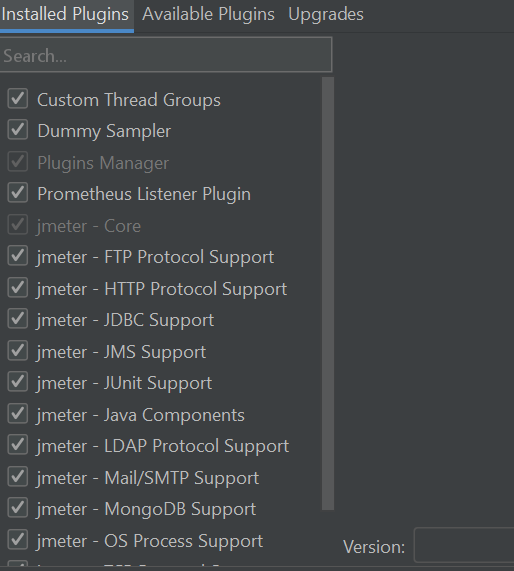 Installed Plugins Available Plugins Upgrades
Search...
Custom Thread Groups
Dummy Sampler
Plugins Manager
Prometheus Listener Plugin
jmeter - Core
jmeter - FTP Protocol Support
jmeter - HTTP Protocol Support
jmeter - JDBC Support
jmeter - JMS Support
jmeter - JUnit Support
jmeter - Java Components
jmeter - LDAP Protocol Support
jmeter - Mail/SMTP Support
jmeter - MongoDB Support
jmeter - OS Process Support
Version: